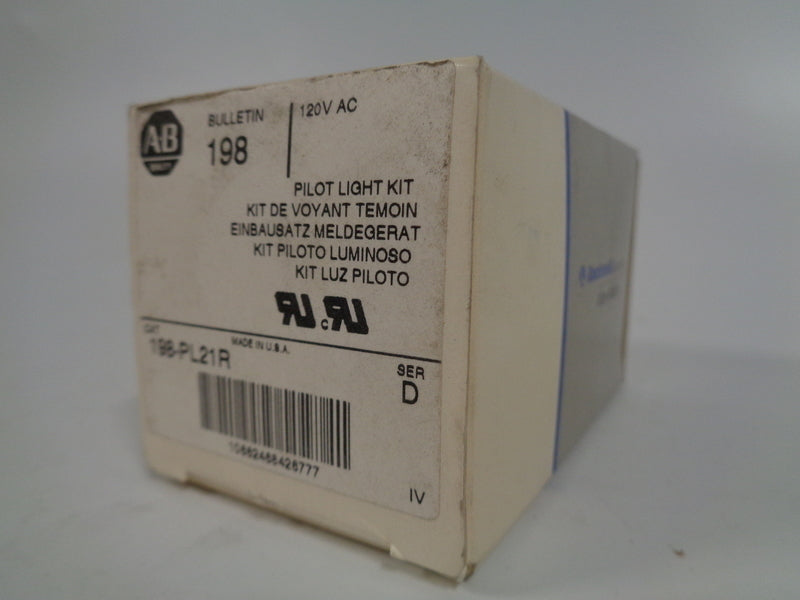 AB
BULLETIN
198
120V AC
PILOT LIGHT KIT
KIT DE VOYANT TEMOIN
EINBAUSATZ MELDEGERAT
KIT PILOTO LUMINOSO
KIT LUZ PILOTO
CAT
MADE IN U.S.A.
198-PL21R
SER
D
10662468426777
IV